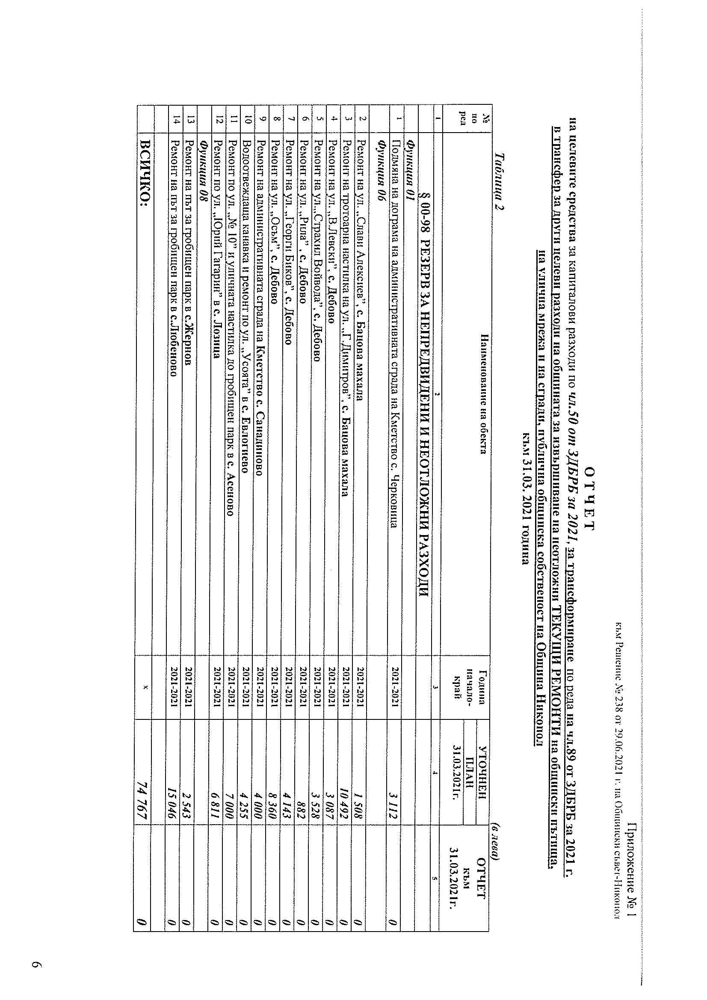 Приложение № 1
към Решение № 238 от 29.06.2021 г. на Общински съвет-Никопол
О Т Ч Е Т
на целевите средства за капиталови разходи по чл.50 от ЗДБРБ за 2021, за трансформиране по реда на чл.89 от ЗДБРБ за 2021 г.
в трансфер за други целеви разходи на общината за извършване на неотложни ТЕКУЩИ РЕМОНТИ на общински пътища,
на улична мрежа и на сгради, публична общинска собственост на Община Никопол
към 31.03. 2021 година
Таблица 2 (в лева)
№ по ред Наименование на обекта Година начало-край УТОЧНЕН ПЛАН 31.03.2021г. ОТЧЕТ към 31.03.2021г.
1 2 3 4 5
§ 00-98 РЕЗЕРВ ЗА НЕПРЕДВИДЕНИ И НЕОТЛОЖНИ РАЗХОДИ
Функция 01
1 Подмяна на дограма на административната сграда на Кметство с. Черковица 2021-2021 3 112 0
Функция 06
2 Ремонт на ул. „Слави Алексиев”, с. Бацова махала 2021-2021 1 508 0
3 Ремонт на тротоарна настилка на ул. „Г.Димитров”, с. Бацова махала 2021-2021 10 492 0
4 Ремонт на ул. „В.Левски”, с. Дебово 2021-2021 3 087 0
5 Ремонт на ул.„Страхил Войвода”, с. Дебово 2021-2021 3 528 0
6 Ремонт на ул. „Рила” , с. Дебово 2021-2021 882 0
7 Ремонт на ул. „Георги Биков”, с. Дебово 2021-2021 4 143 0
8 Ремонт на ул. „Осъм”, с. Дебово 2021-2021 8 360 0
9 Ремонт на административната сграда на Кметство с. Санадиново 2021-2021 4 000 0
10 Водоотвеждаща канавка и ремонт по ул. „Усоята” в с. Евлогиево 2021-2021 4 255 0
11 Ремонт по ул. „№ 10” и уличната настилка до гробищен парк в с. Асеново 2021-2021 7 000 0
12 Ремонт по ул. „Юрий Гагарин” в с. Лозица 2021-2021 6 811 0
Функция 08
13 Ремонт на път за гробищен парк в с.Жернов 2021-2021 2 543 0
14 Ремонт на път за гробищен парк в с.Любеново 2021-2021 15 046 0
ВСИЧКО: х 74 767 0
6